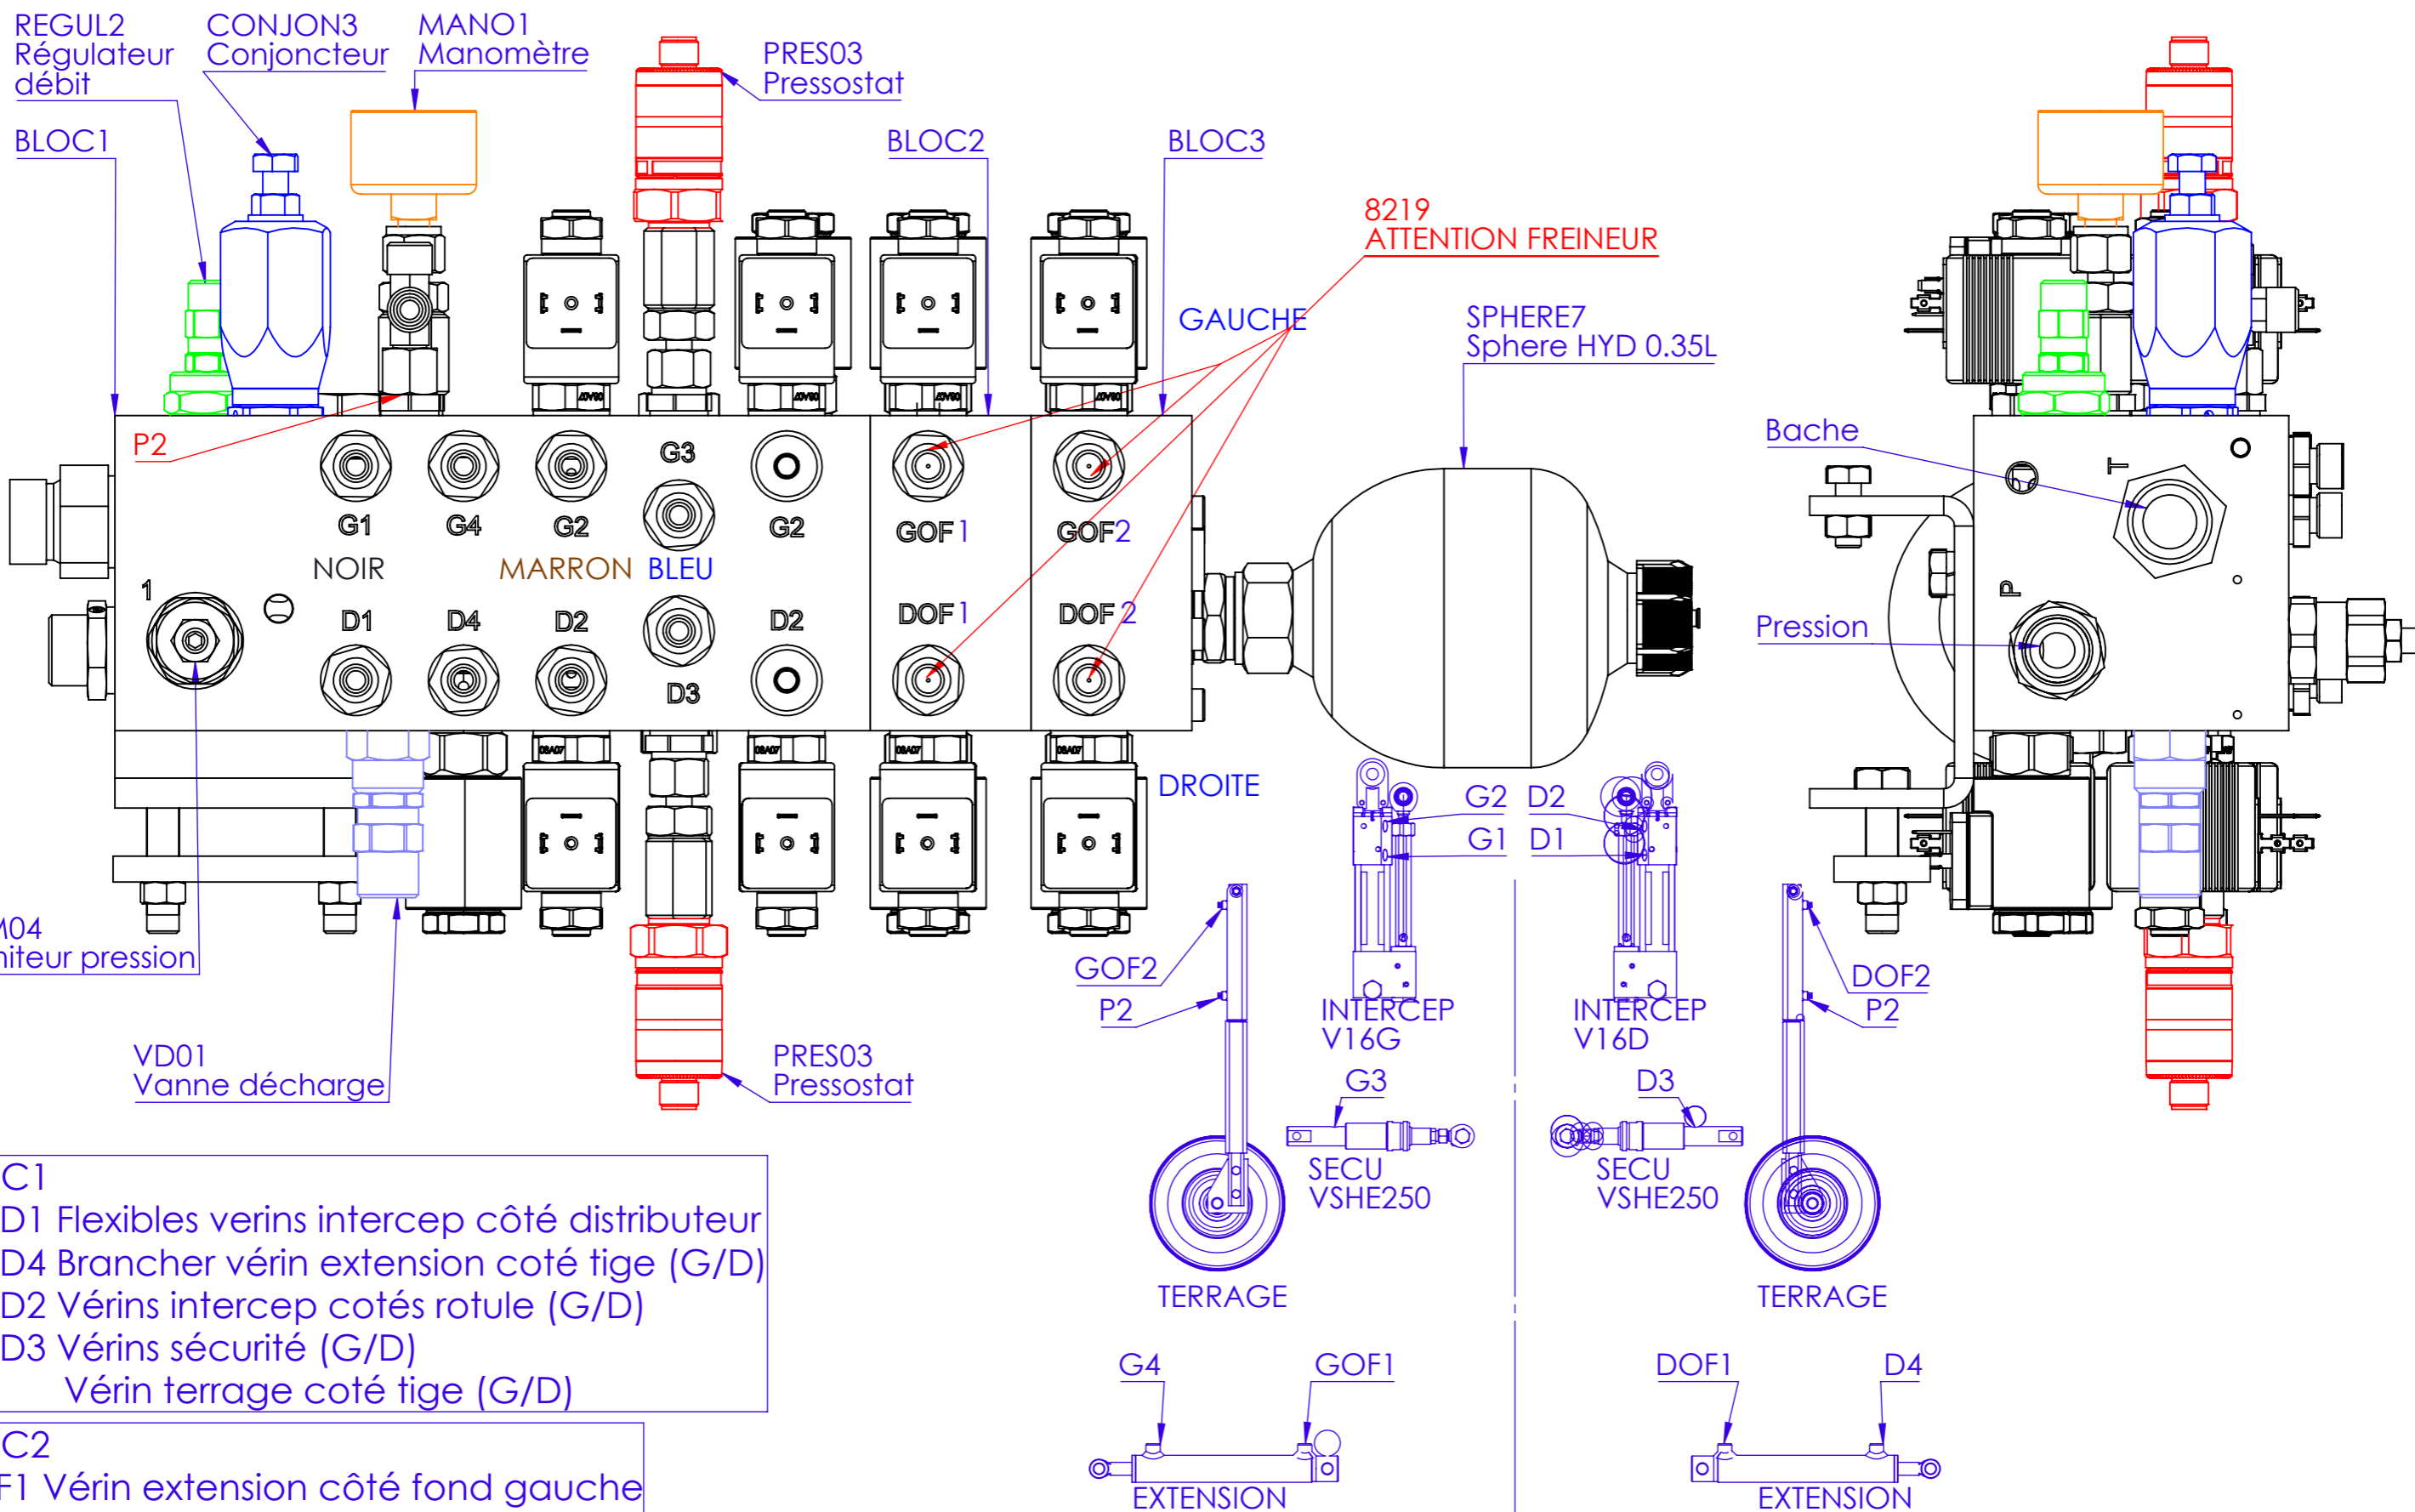 REGUL2
Régulateur
débit
CONJON3
Conjoncteur
MANO1
Manomètre
PRES03
Pressostat
BLOC1
BLOC2
BLOC3
8219
ATTENTION FREINEUR
GAUCHE
SPHERE7
Sphere HYD 0.35L
P2
G1
G4
G2
G3
G2
GOF1
GOF2
NOIR
MARRON
BLEU
1
D1
D4
D2
D3
D2
DOF1
DOF2
DROITE
Bache
T
P
Pression
M04
niteur pression
VD01
Vanne décharge
PRES03
Pressostat
G2
D2
G1
D1
GOF2
P2
INTERCEP
V16G
INTERCEP
V16D
DOF2
P2
G3
D3
SECU
VSHE250
SECU
VSHE250
TERRAGE
TERRAGE
G4
GOF1
DOF1
D4
EXTENSION
EXTENSION
C1
D1 Flexibles verins intercep côté distributeur
D4 Brancher vérin extension coté tige (G/D)
D2 Vérins intercep cotés rotule (G/D)
D3 Vérins sécurité (G/D)
Vérin terrage coté tige (G/D)
C2
F1 Vérin extension côté fond gauche